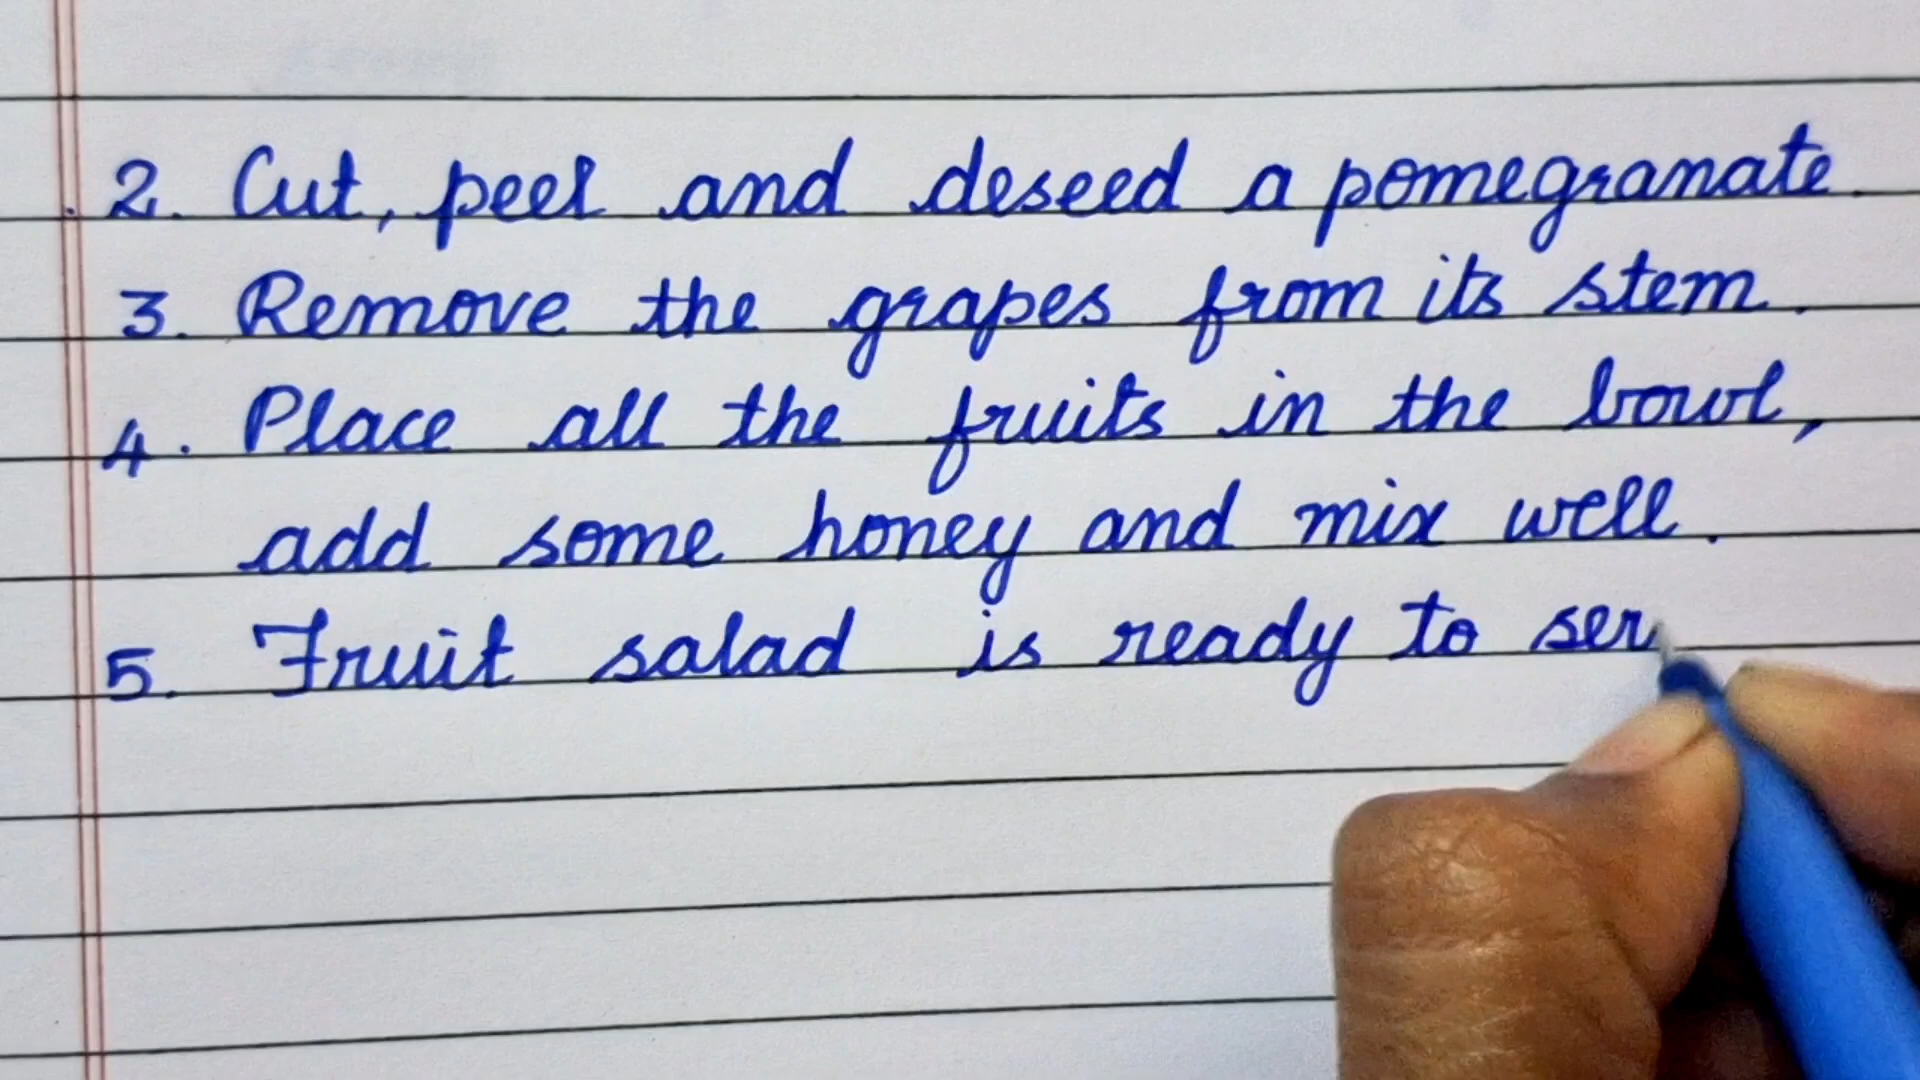 2. Cut, peel and deseed a pomegranate.
3. Remove the grapes from its stem.
4. Place all the fruits in the bowl,
add some honey and mix well.
5. Fruit salad is ready to ser